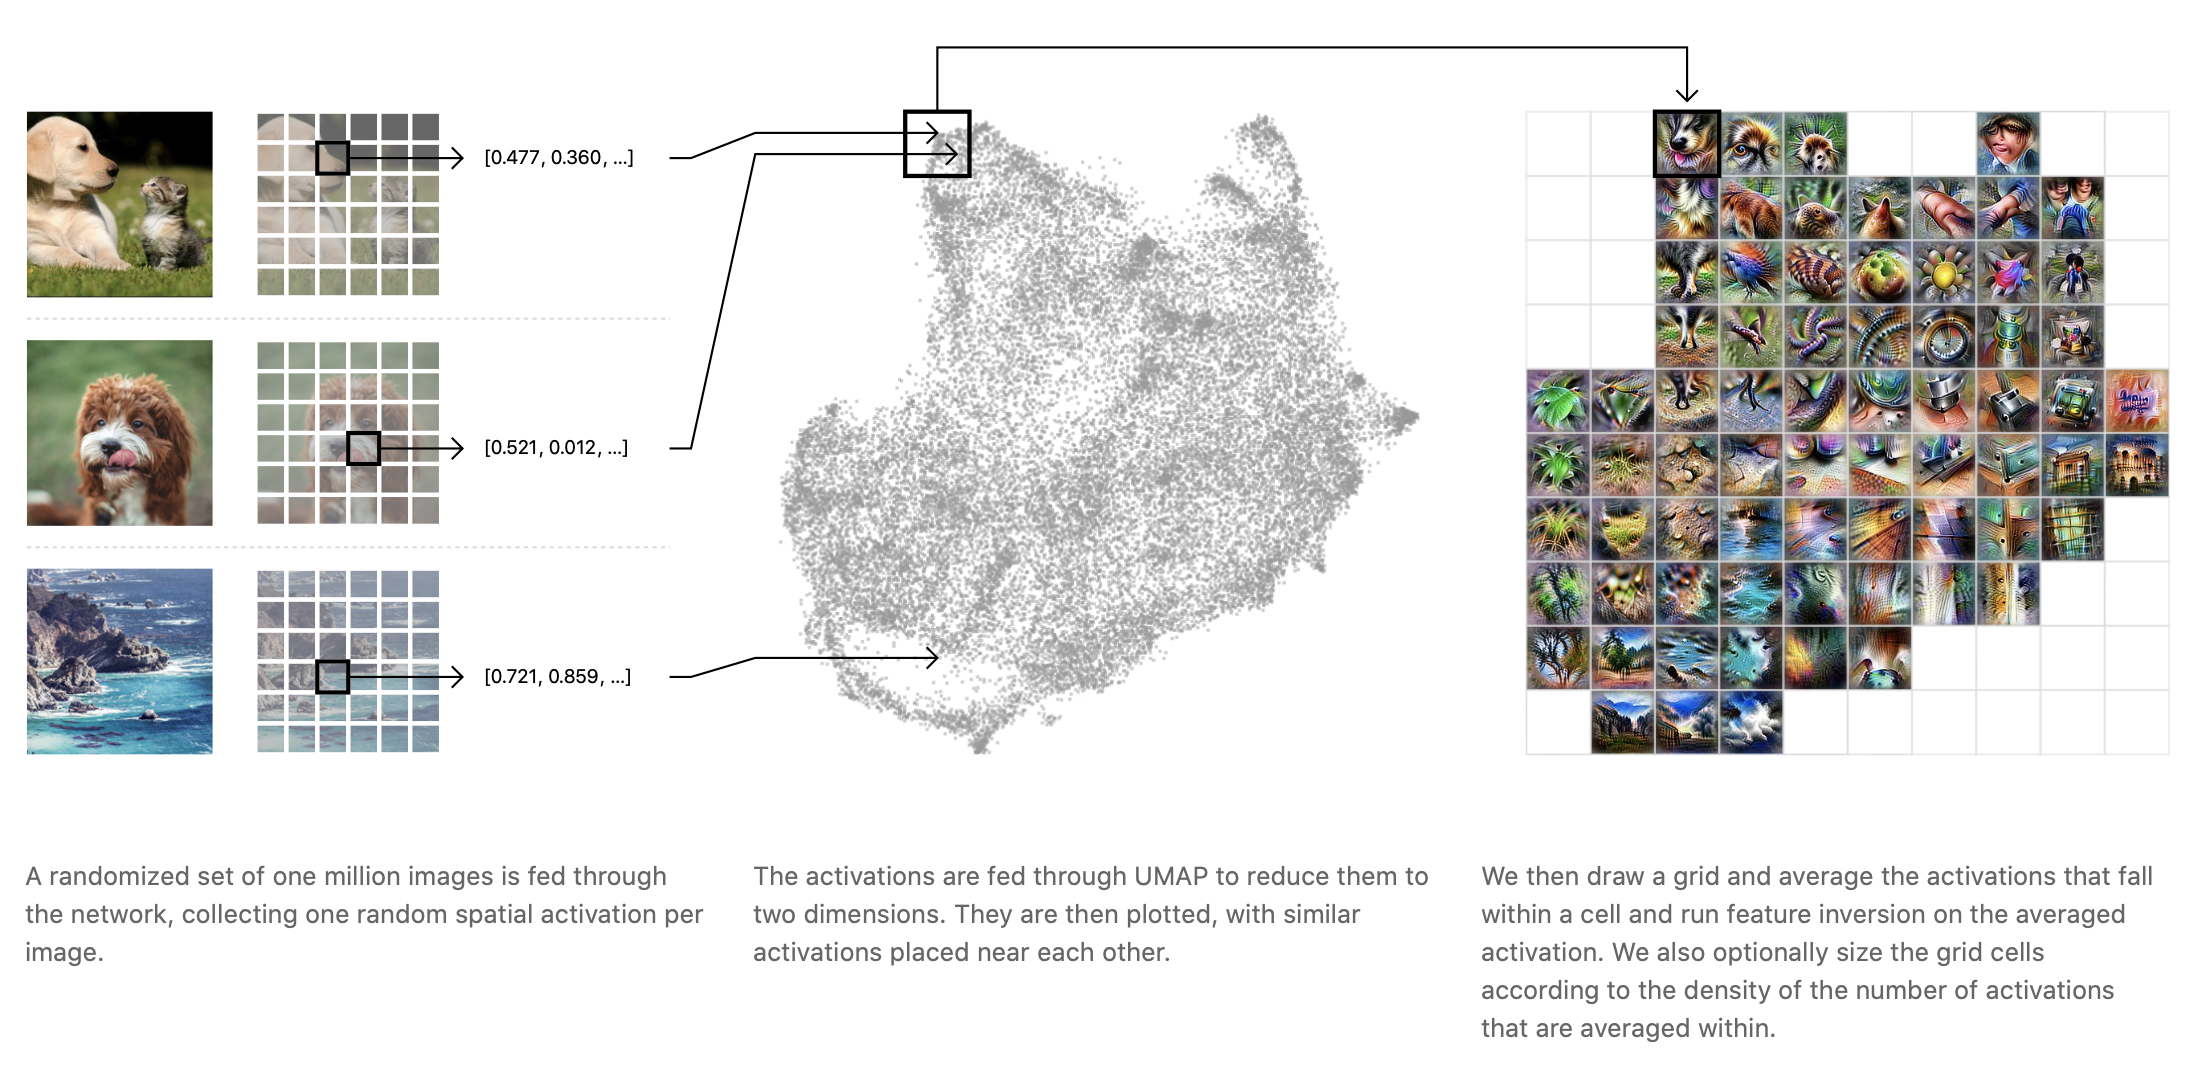 [0.477, 0.360, ...]
[0.521, 0.012, ...]
[0.721, 0.859, ...]
A randomized set of one million images is fed through
the network, collecting one random spatial activation per
image.
The activations are fed through UMAP to reduce them to
two dimensions. They are then plotted, with similar
activations placed near each other.
We then draw a grid and average the activations that fall
within a cell and run feature inversion on the averaged
activation. We also optionally size the grid cells
according to the density of the number of activations
that are averaged within.